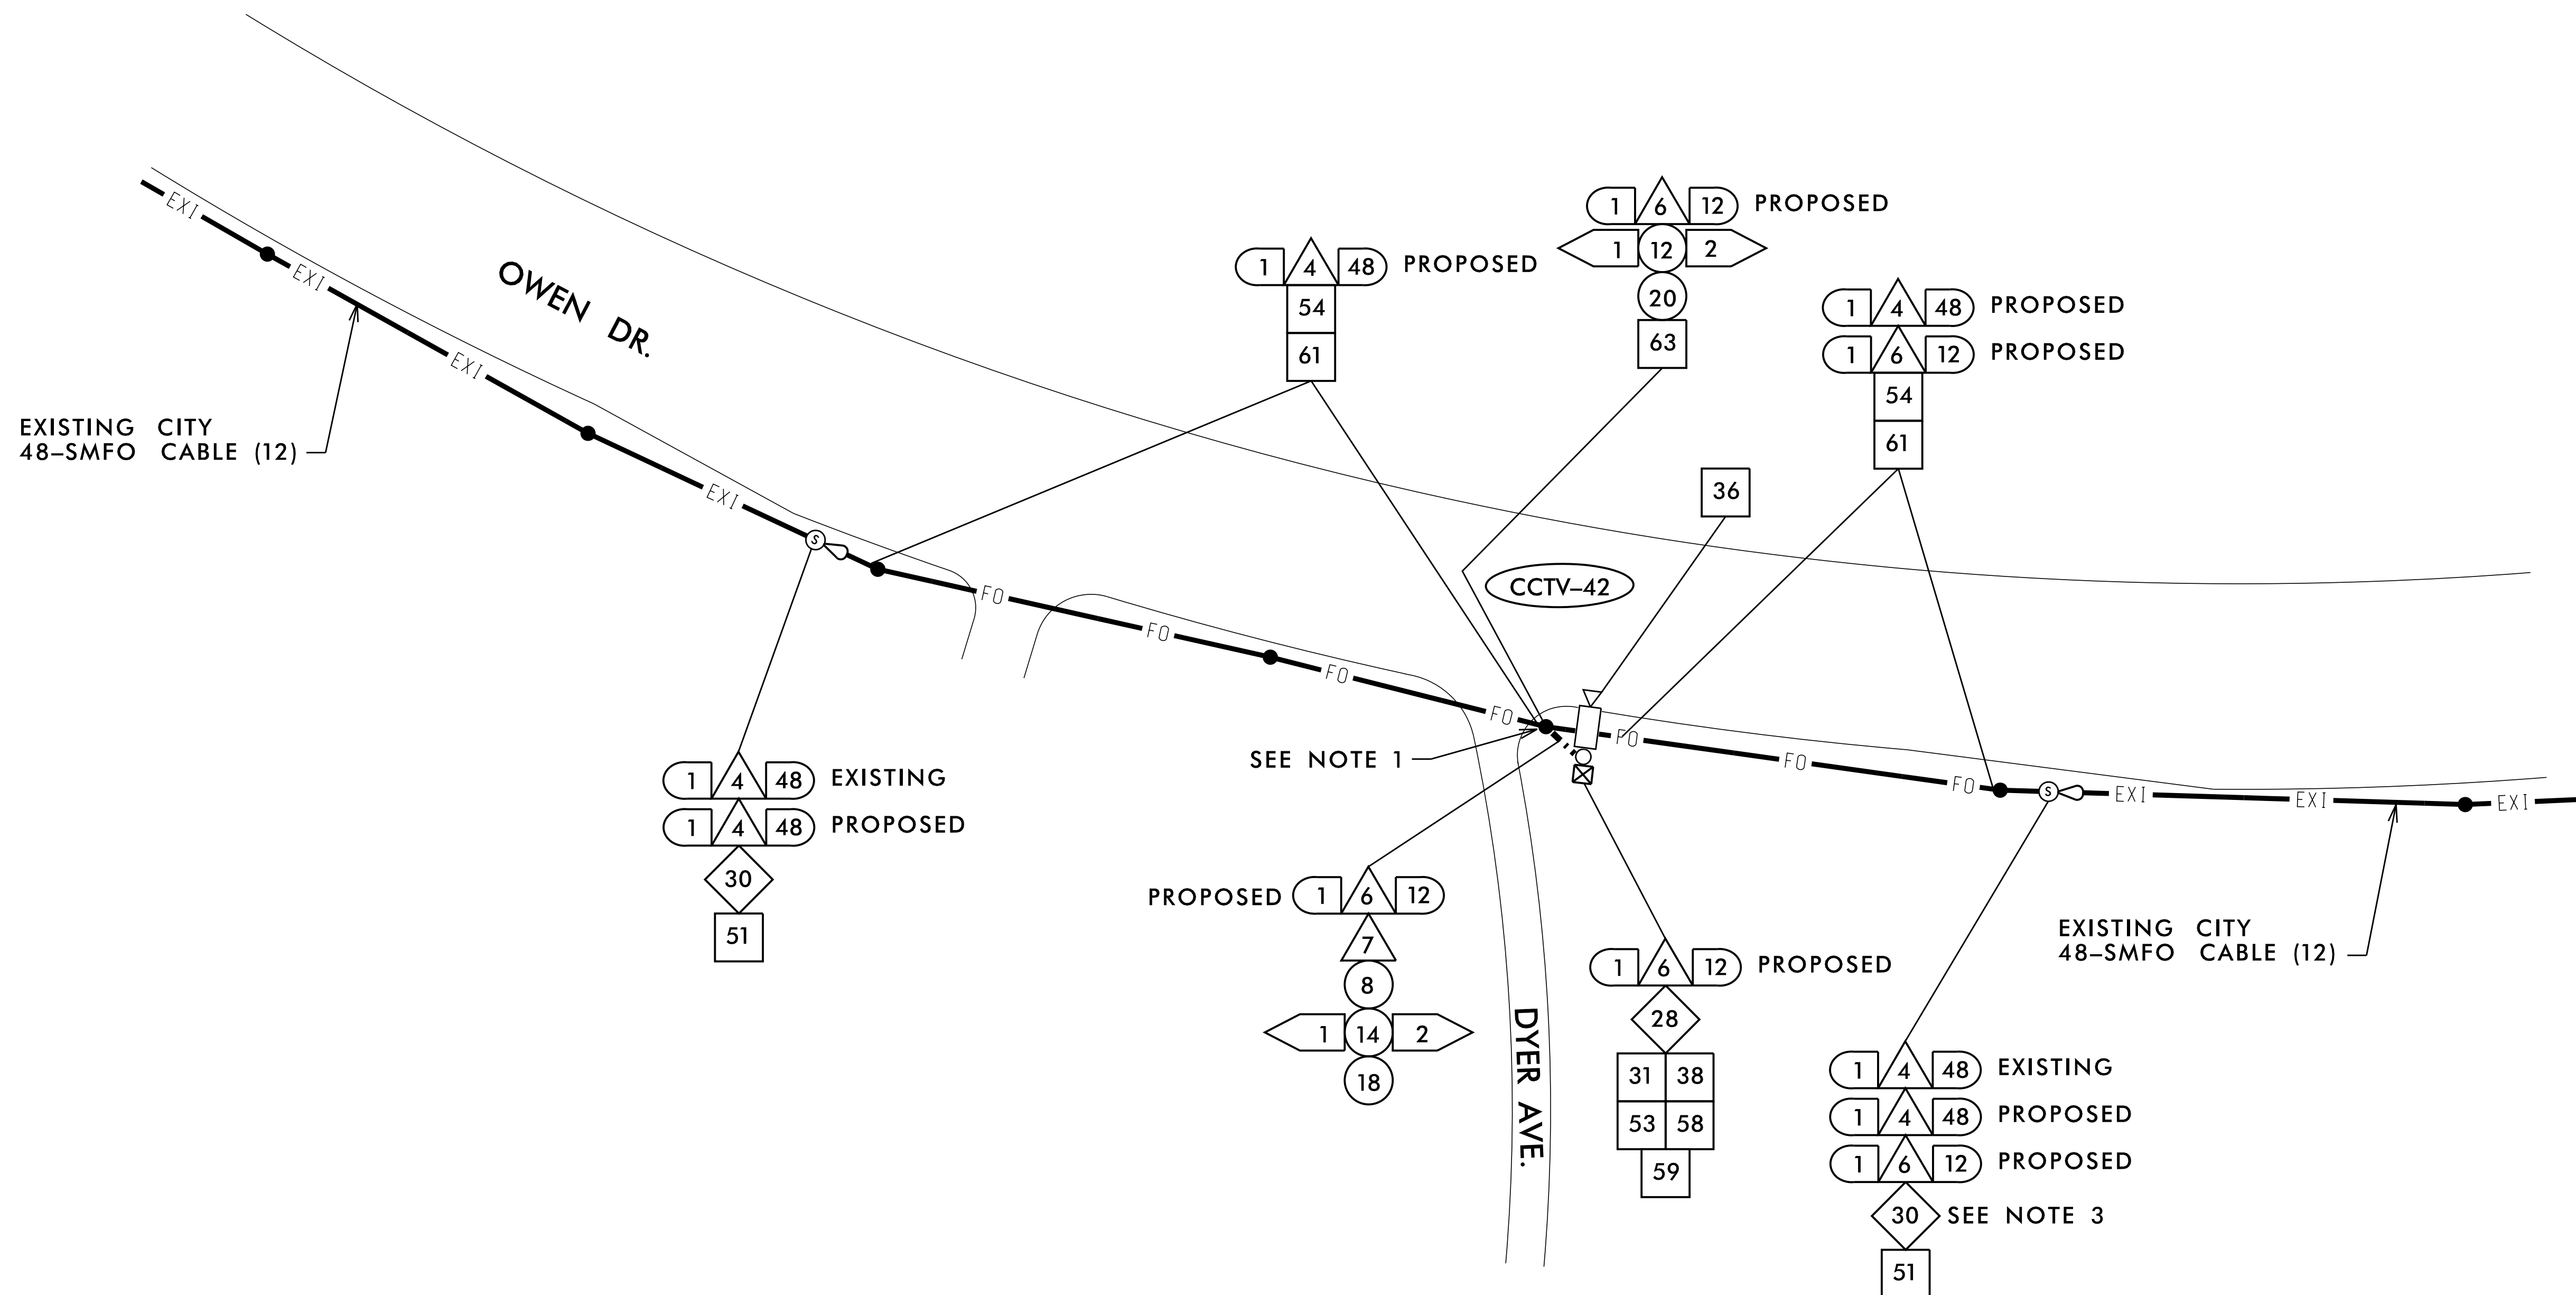 1 6 12 PROPOSED
1 12 2
20
63
1 4 48 PROPOSED
54
61
1 4 48 PROPOSED
1 6 12 PROPOSED
54
61
EXI
EXI
EXI
EXI
OWEN DR.
EXISTING CITY
48-SMFO CABLE (12)
36
CCTV-42
S
FO
FO
FO
FO
FO
FO
FO
SEE NOTE 1
S
EXI
EXI
EXI
1 4 48 EXISTING
1 4 48 PROPOSED
30
51
PROPOSED 1 6 12
7
8
1 14 2
18
DYER AVE.
1 6 12 PROPOSED
28
31 38
53 58
59
EXISTING CITY
48-SMFO CABLE (12)
1 4 48 EXISTING
1 4 48 PROPOSED
1 6 12 PROPOSED
30 SEE NOTE 3
51